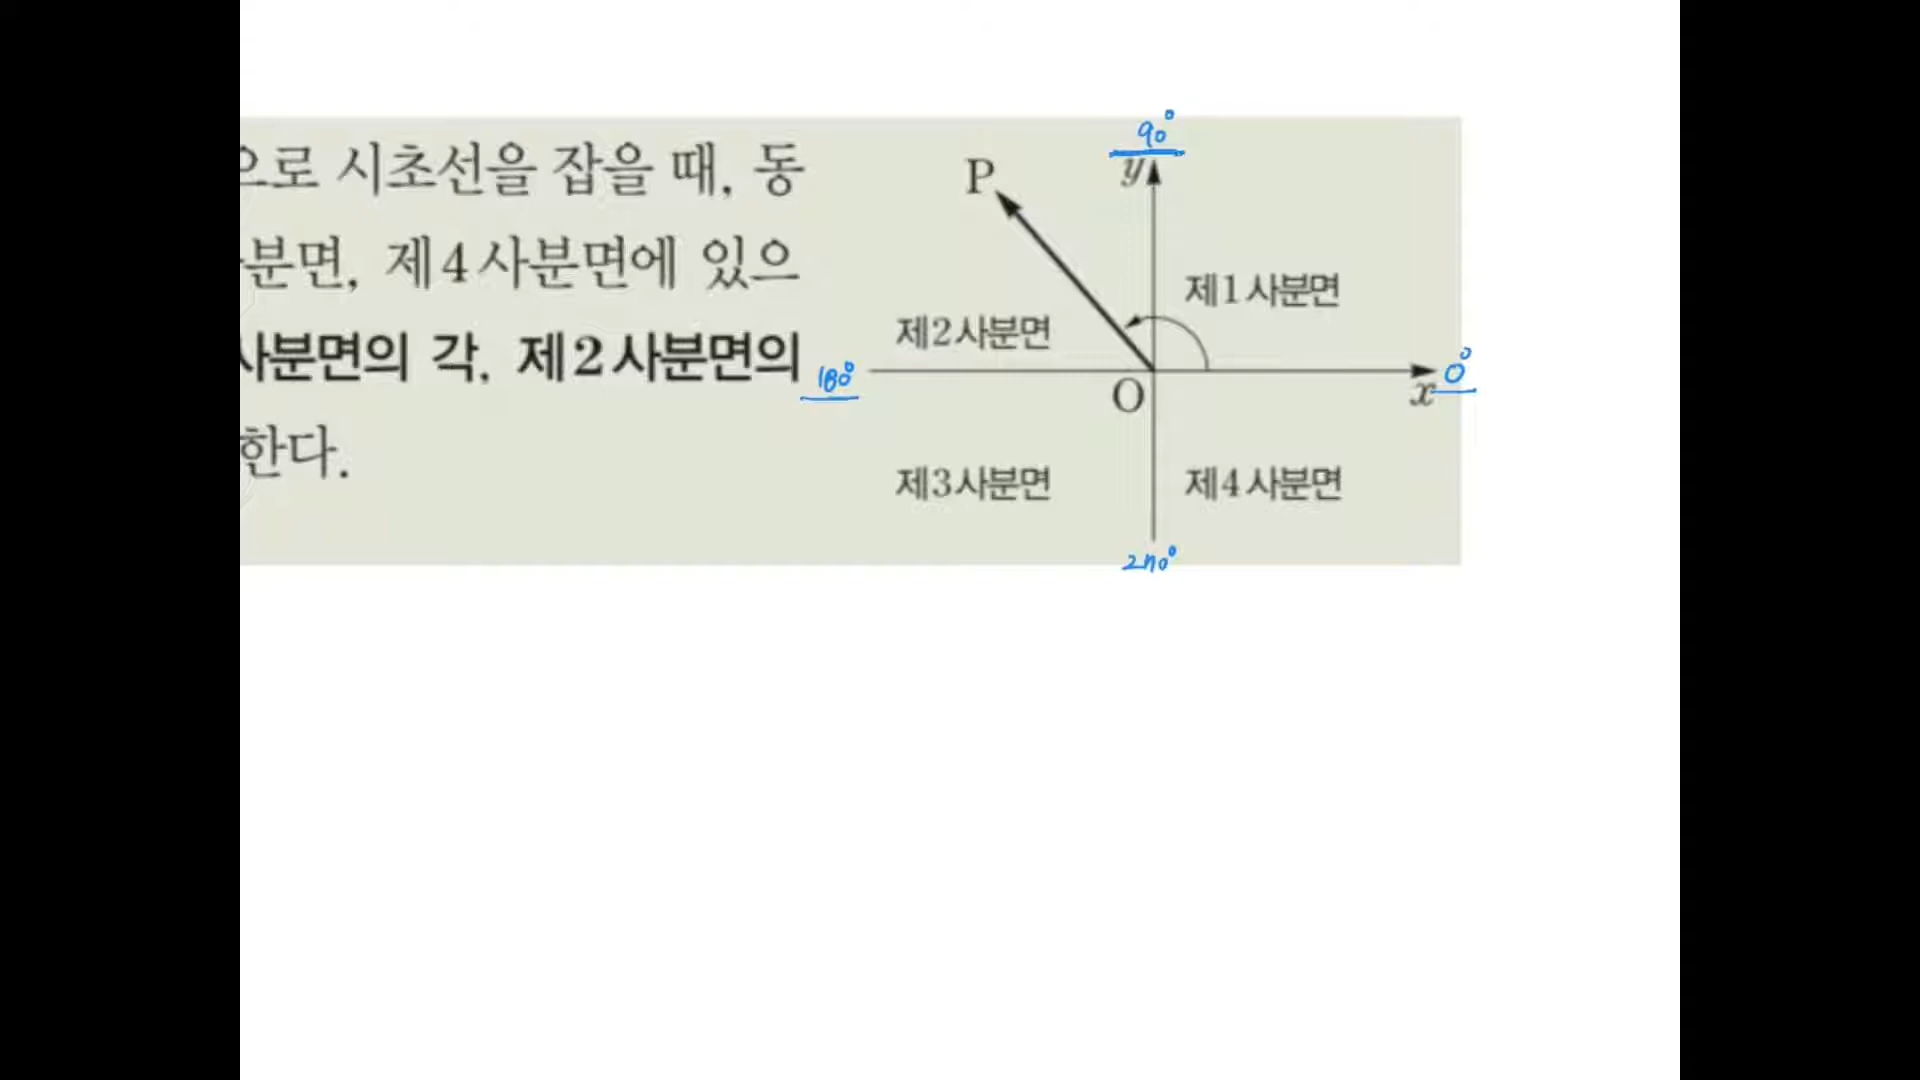 으로 시초선을 잡을 때, 동
분면, 제4사분면에 있으
사분면의 각, 제2사분면의
한다.
90°
P
y
제1사분면
제2사분면
180°
O
x
0°
제3사분면
제4사분면
270°